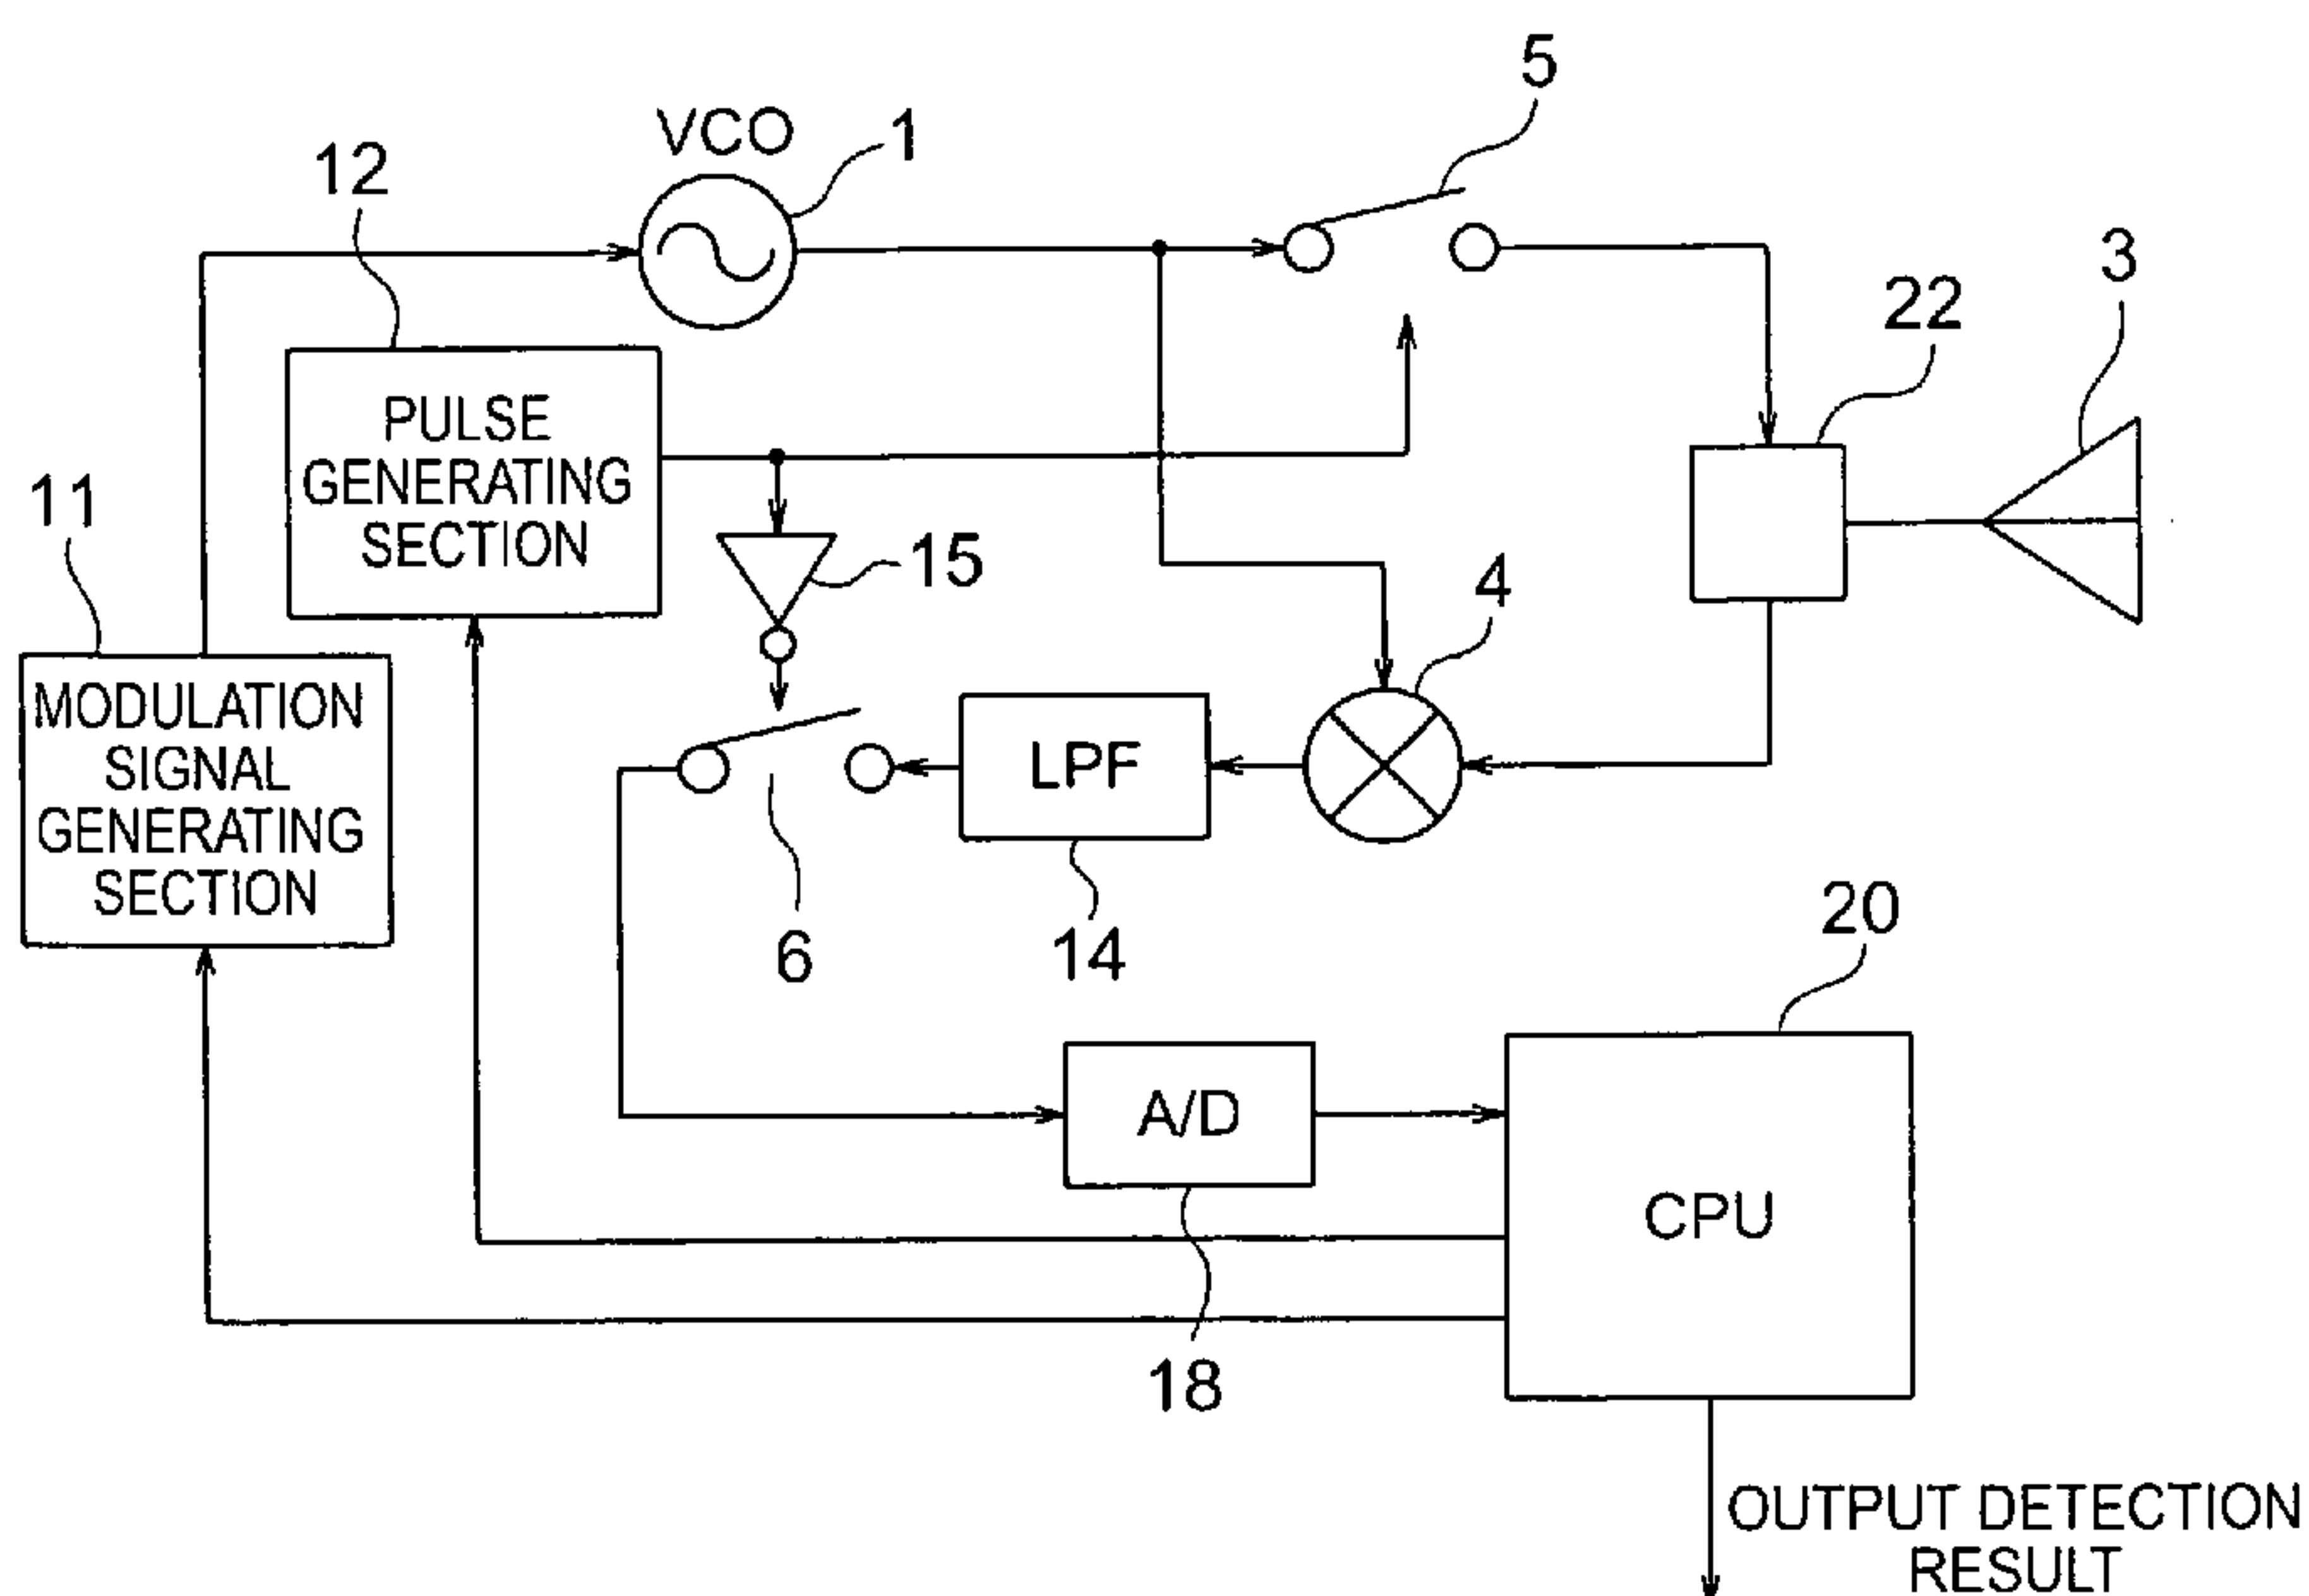 5
VCO
1
12
3
22
PULSE
GENERATING
SECTION
11
15
4
MODULATION
SIGNAL
GENERATING
SECTION
LPF
20
6
14
A/D
CPU
18
OUTPUT DETECTION
RESULT